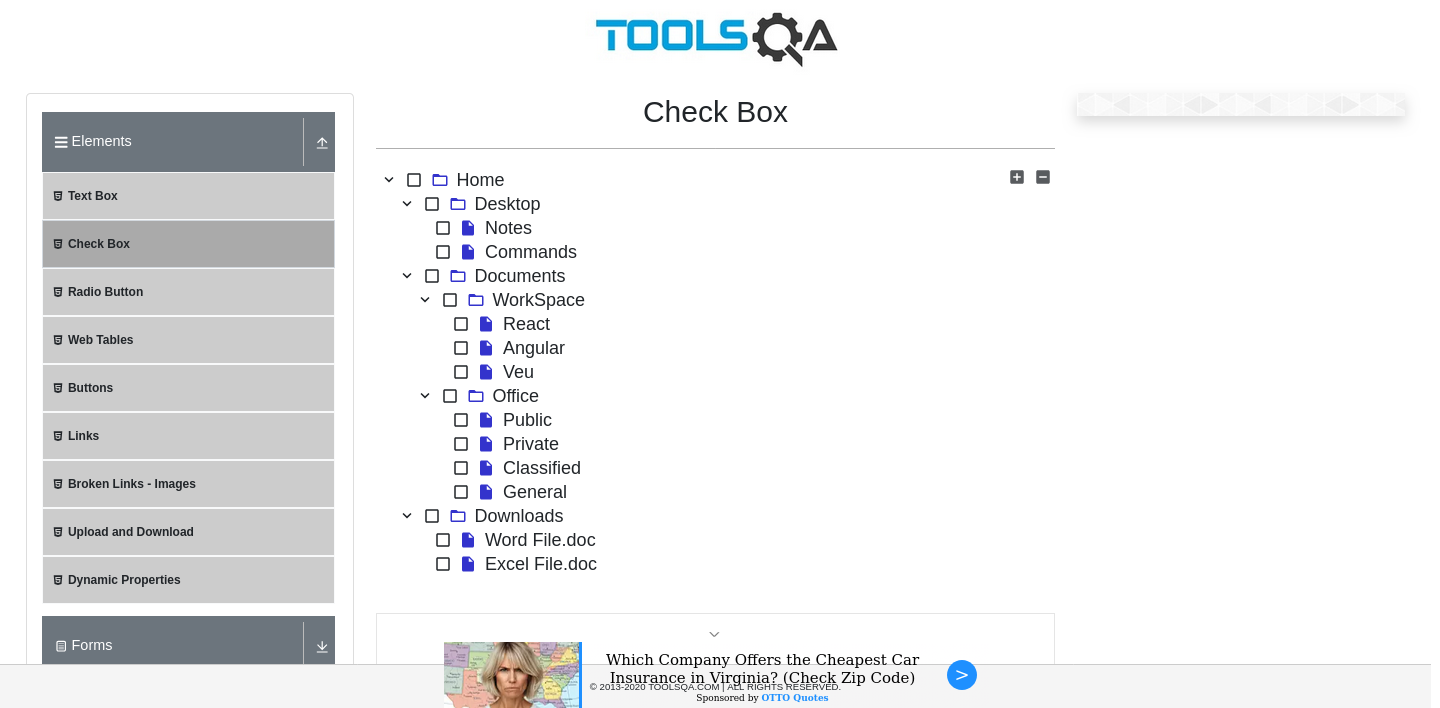 TOOLSQA
Elements
Text Box
Check Box
Radio Button
Web Tables
Buttons
Links
Broken Links - Images
Upload and Download
Dynamic Properties
Forms
Check Box
Home
Desktop
Notes
Commands
Documents
WorkSpace
React
Angular
Veu
Office
Public
Private
Classified
General
Downloads
Word File.doc
Excel File.doc
Which Company Offers the Cheapest Car
Insurance in Virginia? (Check Zip Code)
© 2013-2020 TOOLSQA.COM | ALL RIGHTS RESERVED.
Sponsored by OTTO Quotes